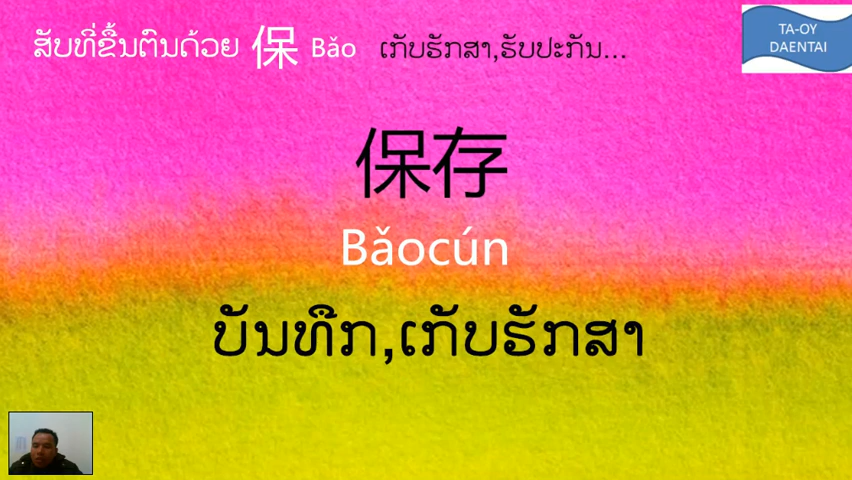 ສັບທີ່ຂື້ນຕົນດ້ວຍ 保 Bǎo ເກັບຮັກສາ,ຮັບປະກັນ...
TA-OY
DAENTAI
保存
Bǎocún
ບັນທຶກ,ເກັບຮັກສາ